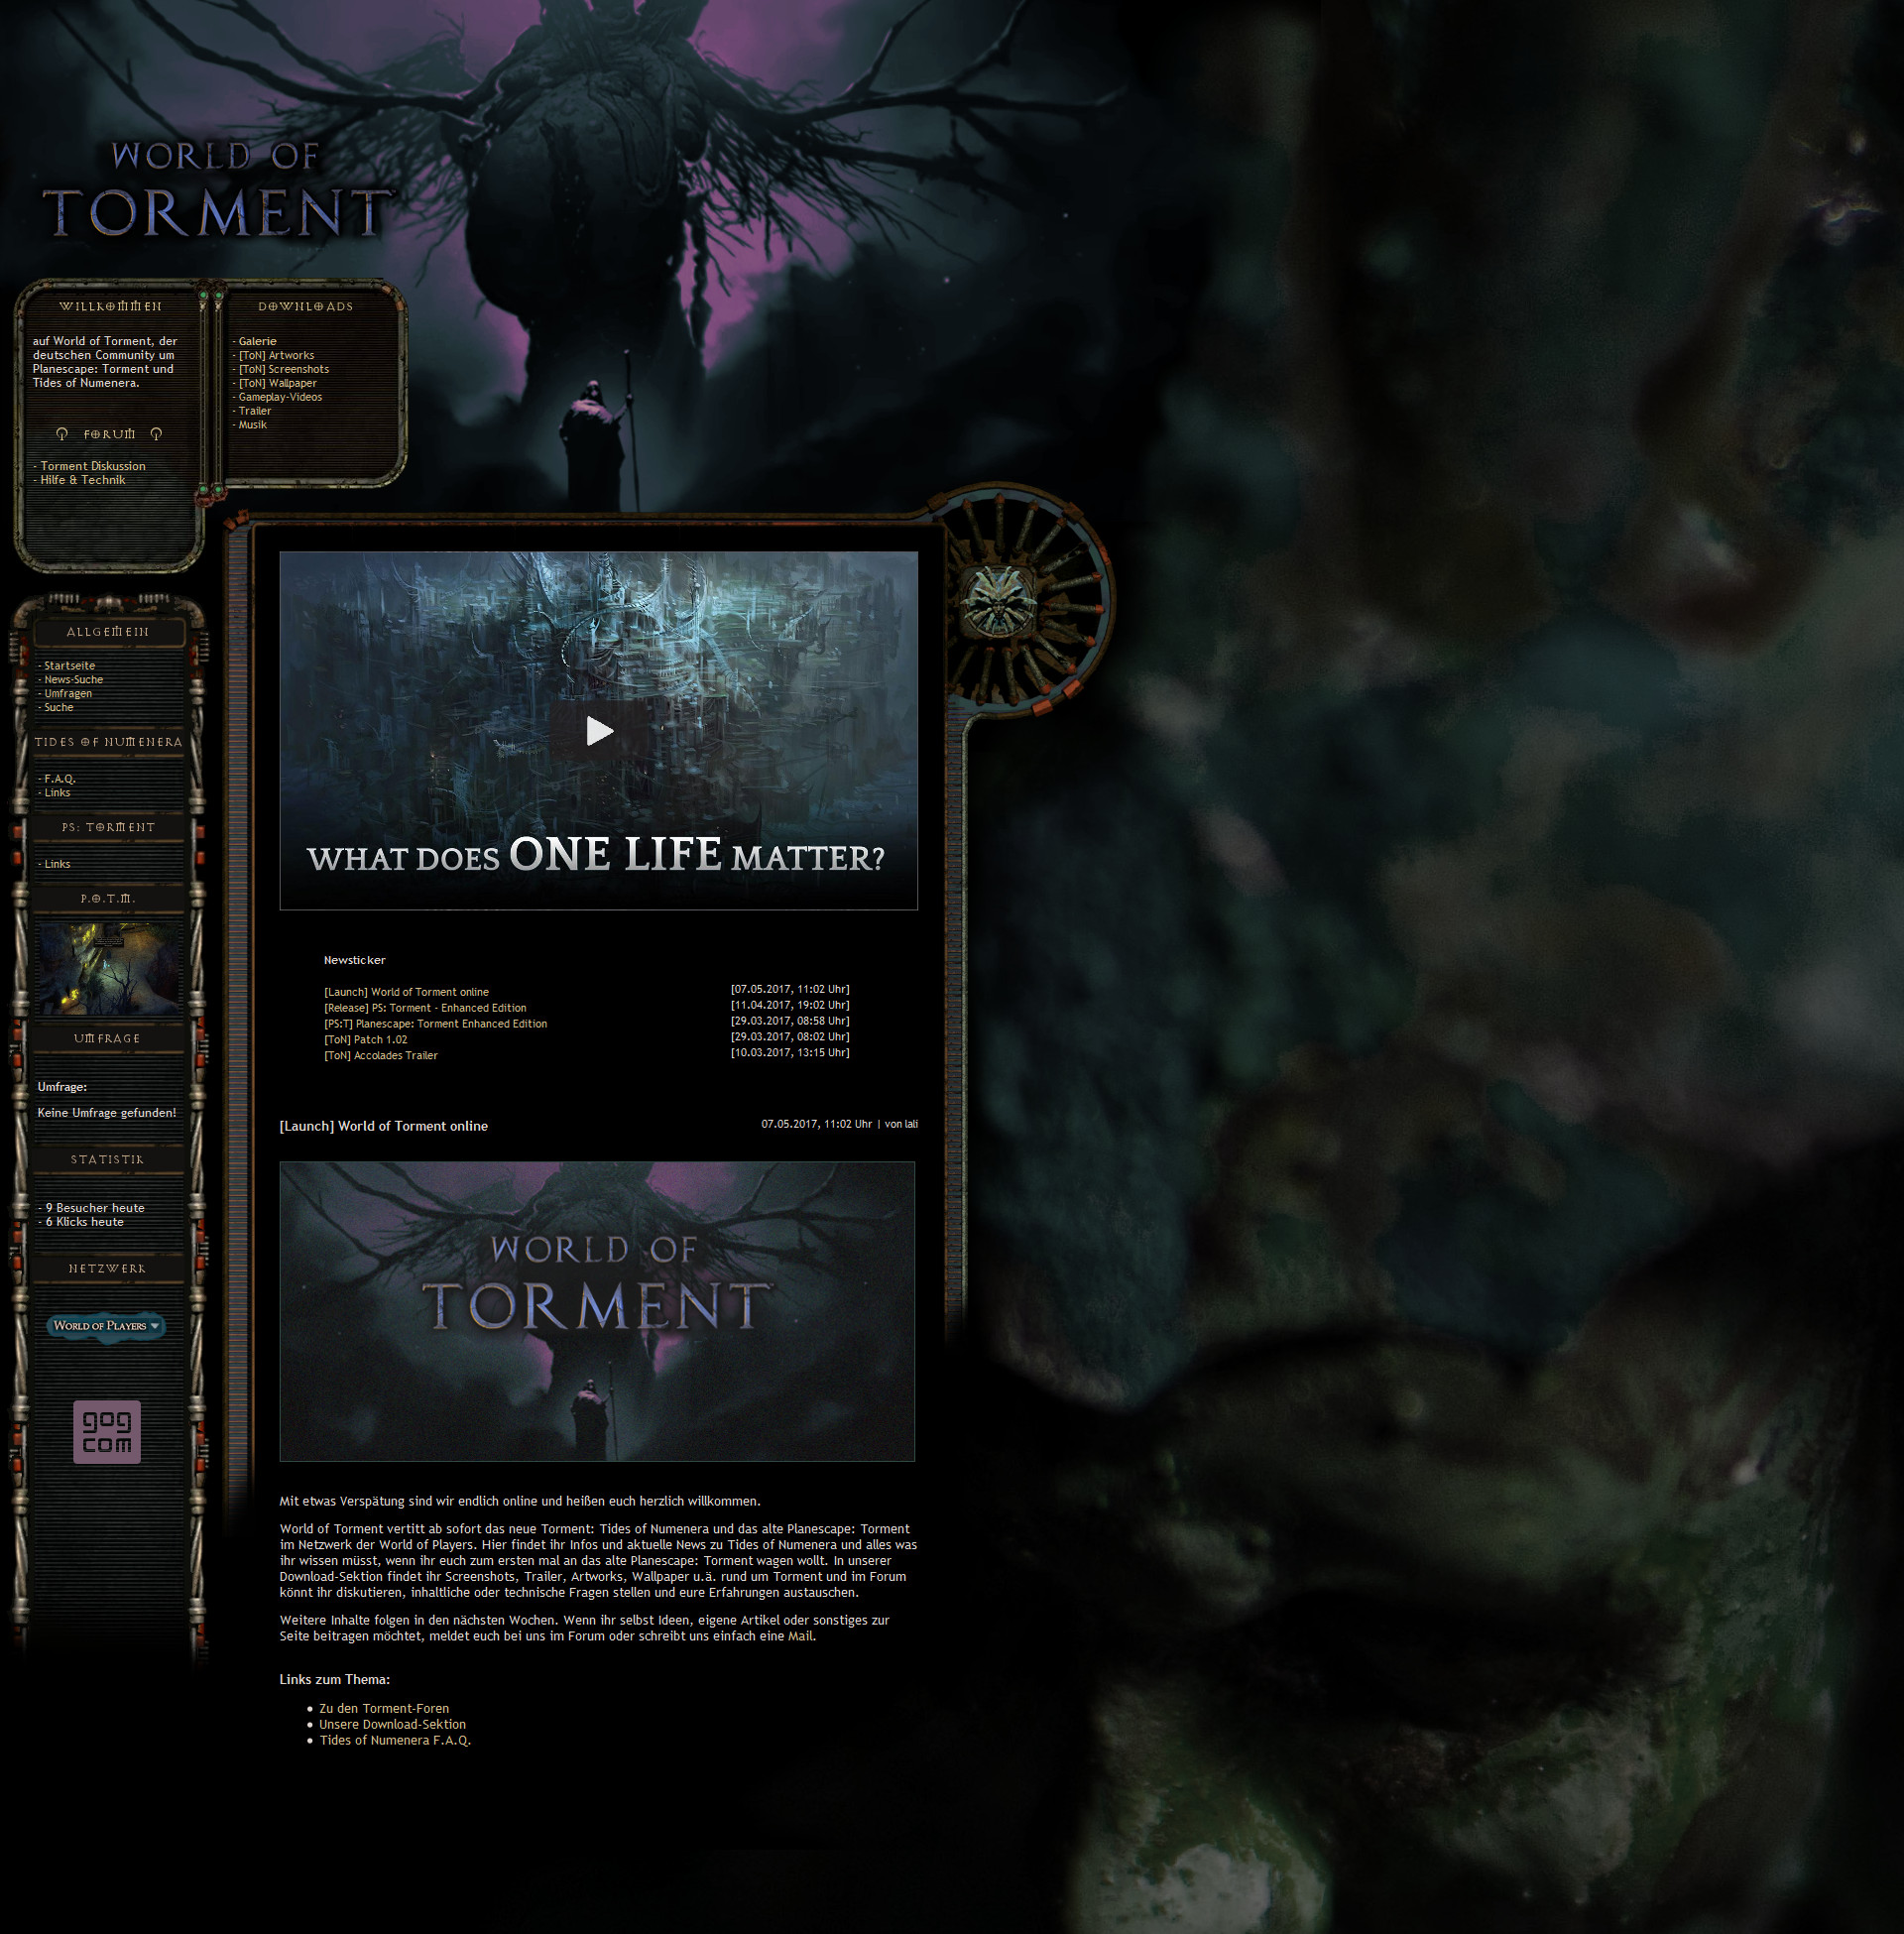 WORLD OF
TORMENT
WILLKOMMEN
auf World of Torment, der
deutschen Community um
Planescape: Torment und
Tides of Numenera.
FORUM
- Torment Diskussion
- Hilfe & Technik
DOWNLOADS
- Galerie
- [ToN] Artworks
- [ToN] Screenshots
- [ToN] Wallpaper
- Gameplay-Videos
- Trailer
- Musik
ALLGEMEIN
- Startseite
- News-Suche
- Umfragen
- Suche
TIDES OF NUMENERA
- F.A.Q.
- Links
PS: TORMENT
- Links
P.O.T.M.
UMFRAGE
Umfrage:
Keine Umfrage gefunden!
STATISTIK
- 9 Besucher heute
- 6 Klicks heute
NETZWERK
WORLD OF PLAYERS
gog
com
WHAT DOES ONE LIFE MATTER?
Newsticker
[Launch] World of Torment online [07.05.2017, 11:02 Uhr]
[Release] PS: Torment - Enhanced Edition [11.04.2017, 19:02 Uhr]
[PS:T] Planescape: Torment Enhanced Edition [29.03.2017, 08:58 Uhr]
[ToN] Patch 1.02 [29.03.2017, 08:02 Uhr]
[ToN] Accolades Trailer [10.03.2017, 13:15 Uhr]
[Launch] World of Torment online 07.05.2017, 11:02 Uhr | von lali
WORLD OF
TORMENT
Mit etwas Verspätung sind wir endlich online und heißen euch herzlich willkommen.
World of Torment vertitt ab sofort das neue Torment: Tides of Numenera und das alte Planescape: Torment
im Netzwerk der World of Players. Hier findet ihr Infos und aktuelle News zu Tides of Numenera und alles was
ihr wissen müsst, wenn ihr euch zum ersten mal an das alte Planescape: Torment wagen wollt. In unserer
Download-Sektion findet ihr Screenshots, Trailer, Artworks, Wallpaper u.ä. rund um Torment und im Forum
könnt ihr diskutieren, inhaltliche oder technische Fragen stellen und eure Erfahrungen austauschen.
Weitere Inhalte folgen in den nächsten Wochen. Wenn ihr selbst Ideen, eigene Artikel oder sonstiges zur
Seite beitragen möchtet, meldet euch bei uns im Forum oder schreibt uns einfach eine Mail.
Links zum Thema:
• Zu den Torment-Foren
• Unsere Download-Sektion
• Tides of Numenera F.A.Q.